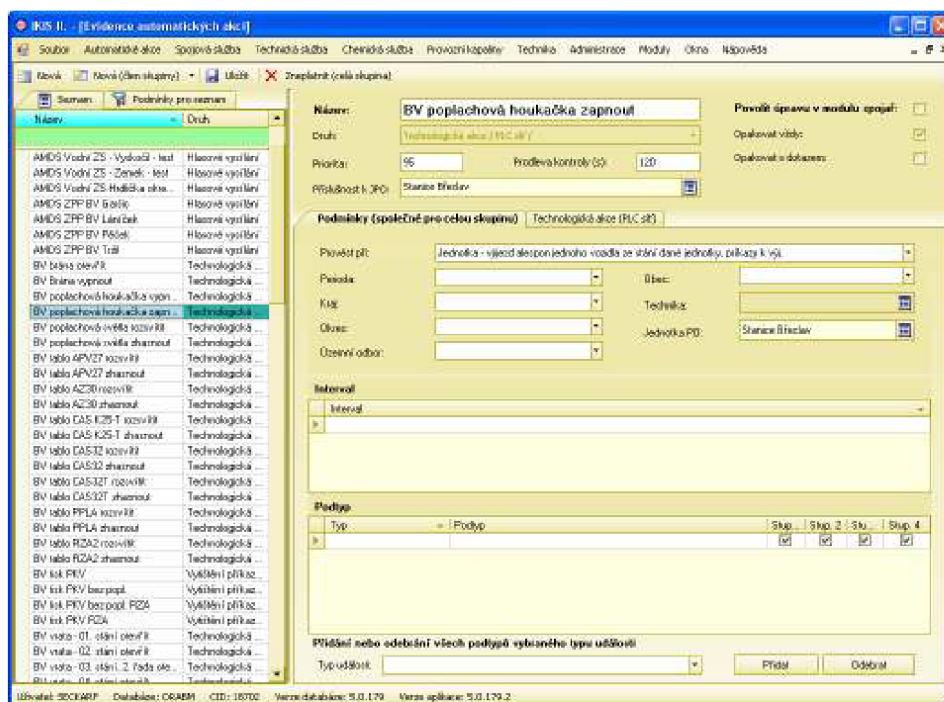 IKIS II. - [Evidence automatických akcí]
Soubor Automatické akce Spojová služba Technická služba Chemická služba Provozní kapaliny Technika Administrace Moduly Okna Nápověda
Nová Nová (člen skupiny) Uložit Zneplatnit (celá skupina)
Seznam Podmínky pro seznam
Název Druh
AMDS Vodní ZS - Vyskočil - test Hlasové vysílání
AMDS Vodní ZS - Zemek - test Hlasové vysílání
AMDS Vodní ZS-Hrdlička okre... Hlasové vysílání
AMDS ZPP BV Hlasové vysílání
AMDS ZPP BV Láníček Hlasové vysílání
AMDS ZPP BV Hlasové vysílání
AMDS ZPP BV Hlasové vysílání
BV brána otevřít Technologická ...
BV Brána vypnout Technologická ...
BV poplachová houkačka vypn... Technologická ...
BV poplachová houkačka zapn... Technologická ...
BV poplachová světla rozsvítit Technologická ...
BV poplachová světla zhasnout Technologická ...
BV tablo APV27 rozsvítit Technologická ...
BV tablo APV27 zhasnout Technologická ...
BV tablo AZ30 rozsvítit Technologická ...
BV tablo AZ30 zhasnout Technologická ...
BV tablo CAS K25-T rozsvítit Technologická ...
BV tablo CAS K25-T zhasnout Technologická ...
BV tablo CAS32 rozsvítit Technologická ...
BV tablo CAS32 zhasnout Technologická ...
BV tablo CAS32T rozsvítit Technologická ...
BV tablo CAS32T zhasnout Technologická ...
BV tablo PPLA rozsvítit Technologická ...
BV tablo PPLA zhasnout Technologická ...
BV tablo RZA2 rozsvítit Technologická ...
BV tablo RZA2 zhasnout Technologická ...
BV tisk PKV Vytištění příkaz...
BV tisk PKV bez popl. Vytištění příkaz...
BV tisk PKV bez popl. RZA Vytištění příkaz...
BV tisk PKV RZA Vytištění příkaz...
BV vrata - 01. stání otevřít Technologická ...
BV vrata - 02. stání otevřít Technologická ...
BV vrata - 03. stání, 2. řada ote... Technologická ...
Název: BV poplachová houkačka zapnout Povolit úpravu v modulu spojař:
Druh: Technologická akce (PLC síť) Opakovat vždy:
Priorita: 95 Prodleva kontroly (s): 120 Opakovat s dotazem:
Příslušnost k JPO: Stanice Břeclav
Podmínky (společné pro celou skupinu) Technologická akce (PLC síť)
Provést při: Jednotka - výjezd alespoň jednoho vozidla ze stání dané jednotky, příkazy k výj.
Perioda: Obec:
Kraj: Technika:
Okres: Jednotka PO: Stanice Břeclav
Územní odbor:
Interval
Interval
Podtyp
Typ Podtyp Stup... Stup. 2 Stu... Stup. 4
Přidání nebo odebrání všech podtypů vybraného typu události
Typ události: Přidat Odebrat
Uživatel: SECKARP Databáze: ORABM CID: 18702 Verze databáze: 5.0.179 Verze aplikace: 5.0.179.2